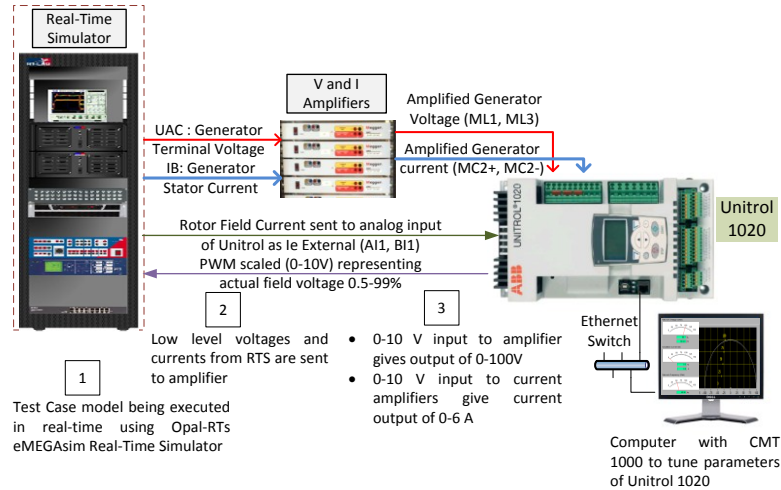 Real-Time
Simulator
V and I
Amplifiers
UAC : Generator
Terminal Voltage
IB: Generator
Stator Current
Amplified Generator
Voltage (ML1, ML3)
Amplified Generator
current (MC2+, MC2-)
Rotor Field Current sent to analog input
of Unitrol as Ie External (AI1, BI1)
PWM scaled (0-10V) representing
actual field voltage 0.5-99%
UNITROL®1020
ABB
Unitrol
1020
1
Test Case model being executed
in real-time using Opal-RTs
eMEGAsim Real-Time Simulator
2
Low level voltages and
currents from RTS are sent
to amplifier
3
• 0-10 V input to amplifier
gives output of 0-100V
• 0-10 V input to current
amplifiers give current
output of 0-6 A
Ethernet
Switch
Computer with CMT
1000 to tune parameters
of Unitrol 1020